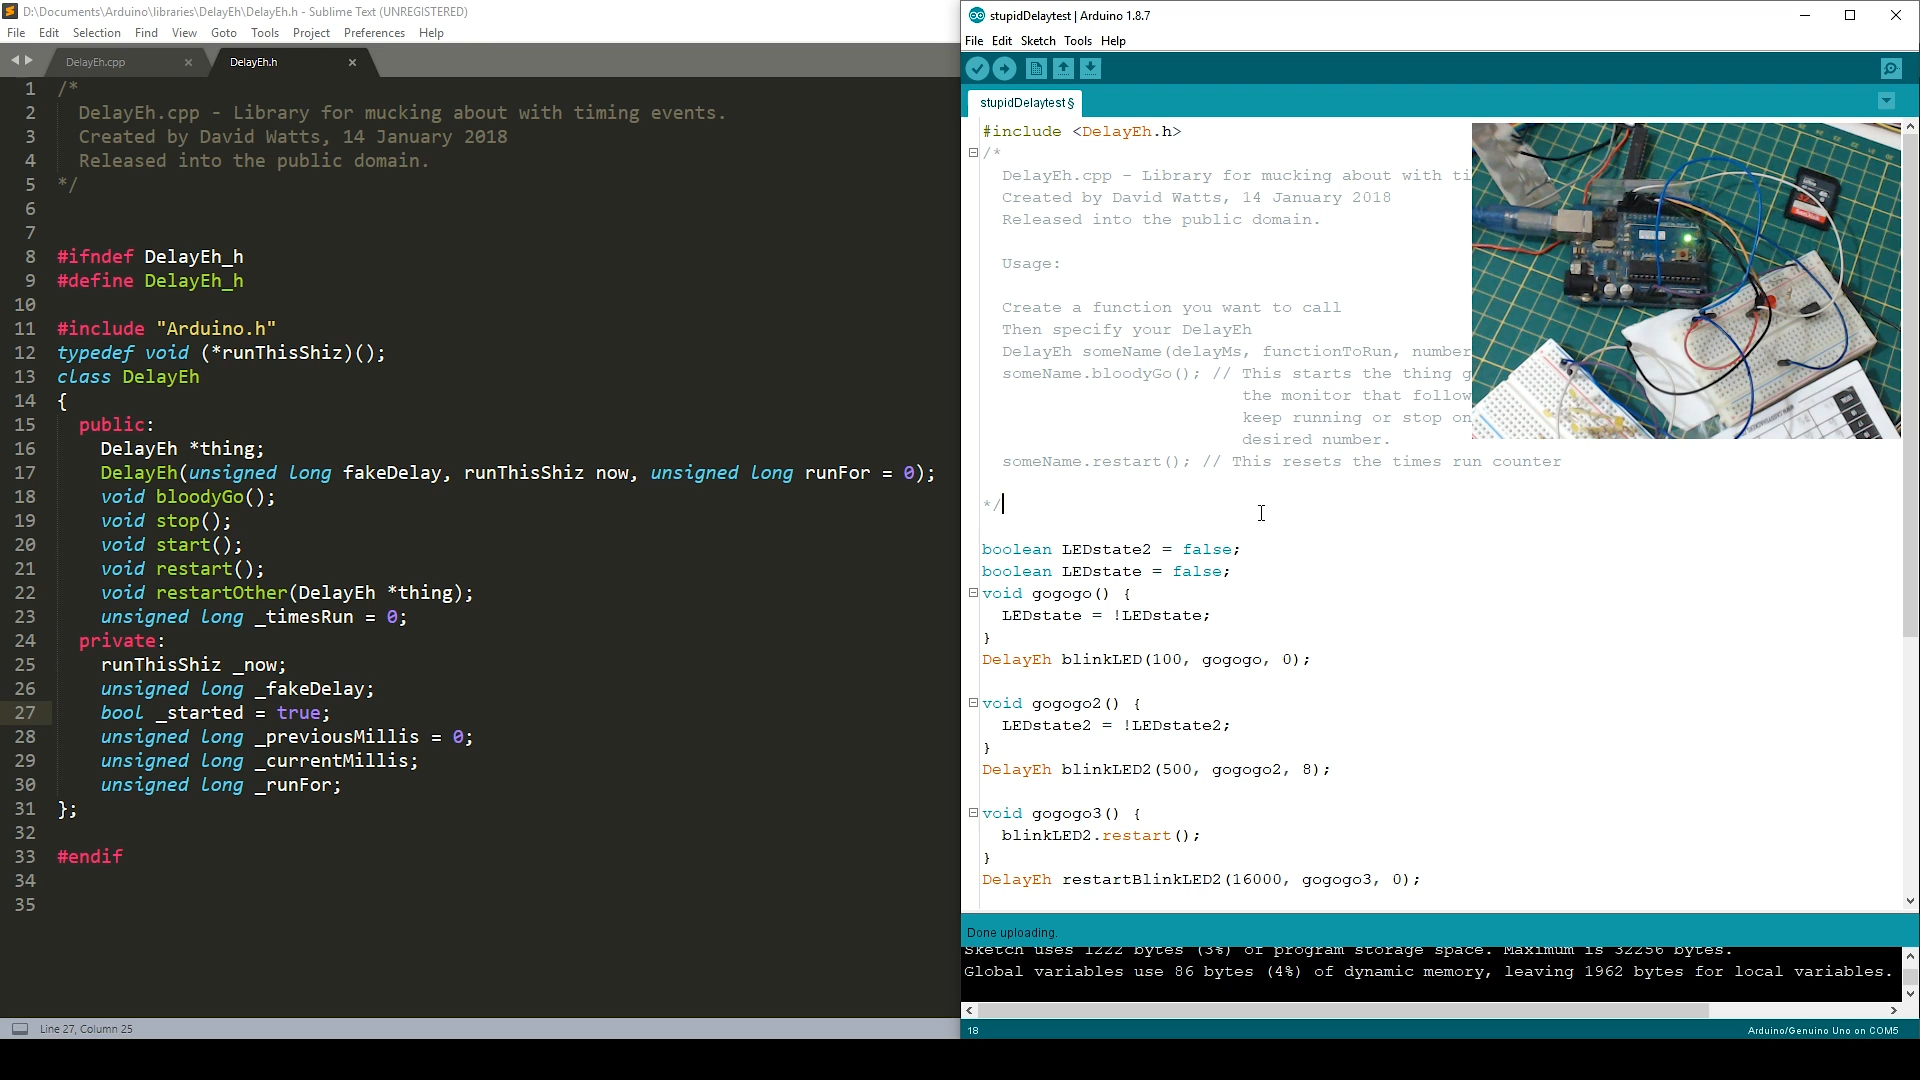 D:\Documents\Arduino\libraries\DelayEh\DelayEh.h - Sublime Text (UNREGISTERED)
File Edit Selection Find View Goto Tools Project Preferences Help
DelayEh.cpp
DelayEh.h
1 /*
2 DelayEh.cpp - Library for mucking about with timing events.
3 Created by David Watts, 14 January 2018
4 Released into the public domain.
5 */
6
7
8 #ifndef DelayEh_h
9 #define DelayEh_h
10
11 #include "Arduino.h"
12 typedef void (*runThisShiz)();
13 class DelayEh
14 {
15 public:
16 DelayEh *thing;
17 DelayEh(unsigned long fakeDelay, runThisShiz now, unsigned long runFor = 0);
18 void bloodyGo();
19 void stop();
20 void start();
21 void restart();
22 void restartOther(DelayEh *thing);
23 unsigned long _timesRun = 0;
24 private:
25 runThisShiz _now;
26 unsigned long _fakeDelay;
27 bool _started = true;
28 unsigned long _previousMillis = 0;
29 unsigned long _currentMillis;
30 unsigned long _runFor;
31 };
32
33 #endif
34
35
Line 27, Column 25
stupidDelaytest | Arduino 1.8.7
File Edit Sketch Tools Help
stupidDelaytest §
#include <DelayEh.h>
/*
DelayEh.cpp - Library for mucking about with ti
Created by David Watts, 14 January 2018
Released into the public domain.
Usage:
Create a function you want to call
Then specify your DelayEh
DelayEh someName(delayMs, functionToRun, number
someName.bloodyGo(); // This starts the thing g
the monitor that follow
keep running or stop on
desired number.
someName.restart(); // This resets the times run counter
*/
boolean LEDstate2 = false;
boolean LEDstate = false;
void gogogo() {
LEDstate = !LEDstate;
}
DelayEh blinkLED(100, gogogo, 0);
void gogogo2() {
LEDstate2 = !LEDstate2;
}
DelayEh blinkLED2(500, gogogo2, 8);
void gogogo3() {
blinkLED2.restart();
}
DelayEh restartBlinkLED2(16000, gogogo3, 0);
Done uploading.
Sketch uses 1222 bytes (3%) of program storage space. Maximum is 32256 bytes.
Global variables use 86 bytes (4%) of dynamic memory, leaving 1962 bytes for local variables.
18
Arduino/Genuino Uno on COM5